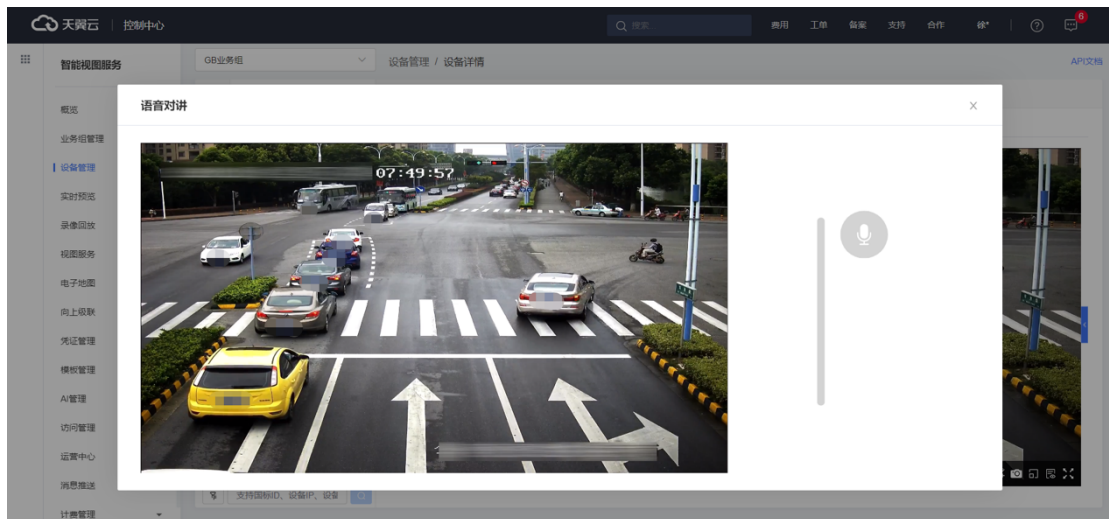 天翼云 控制中心 搜索... 费用 工单 备案 支持 合作 徐* 6
智能视图服务 GB业务组 设备管理 / 设备详情 API文档
语音对讲
概览
业务组管理
设备管理
实时预览
录像回放
视图服务
电子地图
向上级联
凭证管理
模板管理
AI管理
访问管理
运营中心
消息推送
计费管理
07:49:57
支持国标ID、设备IP、设备